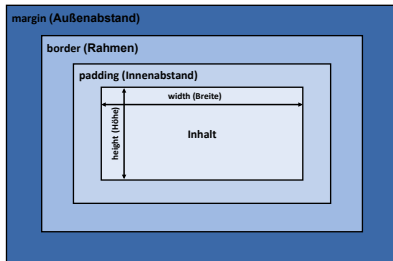 margin (Außenabstand)
border (Rahmen)
padding (Innenabstand)
width (Breite)
height (Höhe)
Inhalt